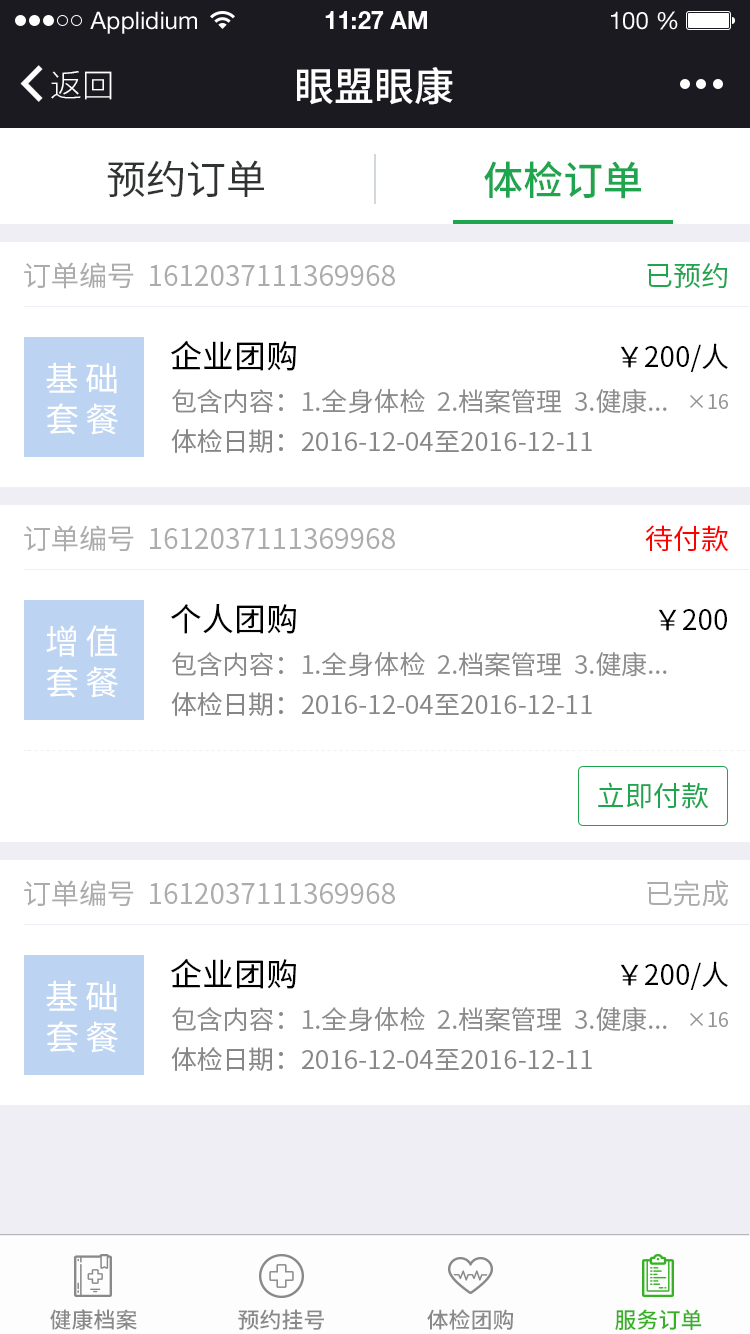 Applidium 11:27 AM 100 %
返回 眼盟眼康
预约订单 体检订单
订单编号 1612037111369968 已预约
基础
套餐
企业团购 ￥200/人
包含内容：1.全身体检 2.档案管理 3.健康... ×16
体检日期：2016-12-04至2016-12-11
订单编号 1612037111369968 待付款
增值
套餐
个人团购 ￥200
包含内容：1.全身体检 2.档案管理 3.健康...
体检日期：2016-12-04至2016-12-11
立即付款
订单编号 1612037111369968 已完成
基础
套餐
企业团购 ￥200/人
包含内容：1.全身体检 2.档案管理 3.健康... ×16
体检日期：2016-12-04至2016-12-11
健康档案 预约挂号 体检团购 服务订单